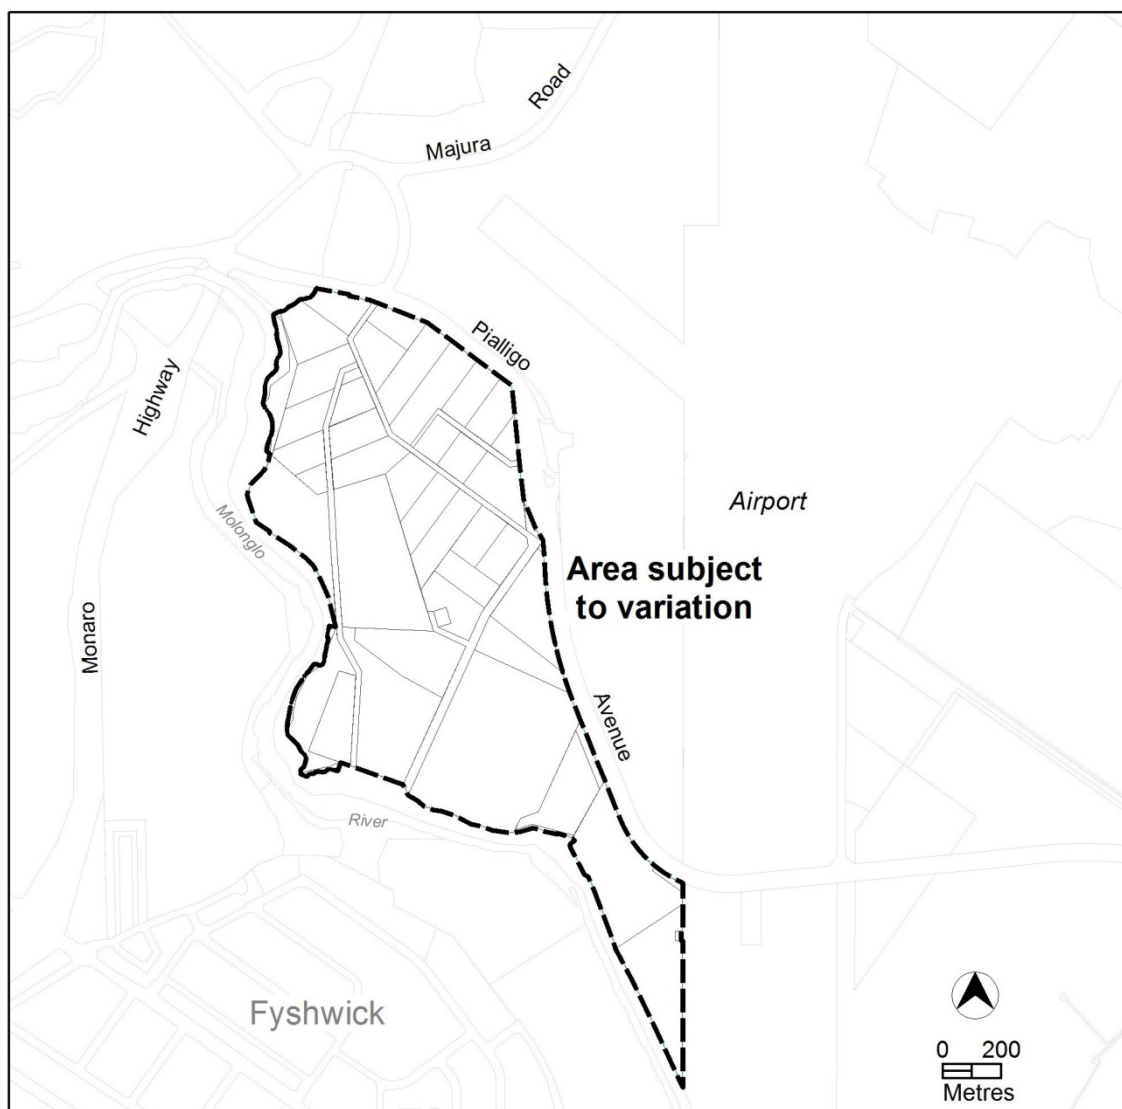 Road
Majura
Pialligo
Highway
Airport
Molonglo
Area subject
to variation
Monaro
Avenue
River
Fyshwick
0 200
Metres